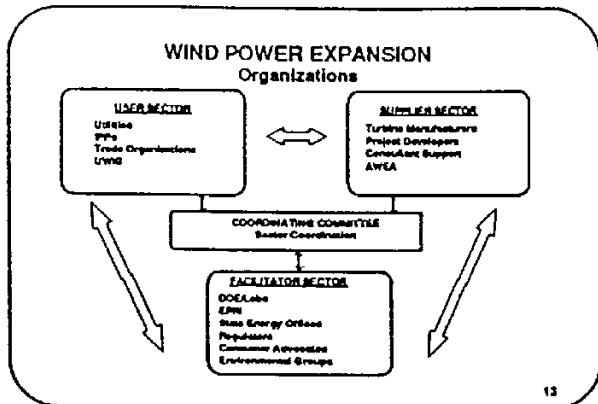 WIND POWER EXPANSION
Organizations
USER SECTOR
Utilities
IPPs
Trade Organizations
UWIG
SUPPLIER SECTOR
Turbine Manufacturers
Project Developers
Consultant Support
AWEA
COORDINATING COMMITTEE
Sector Coordination
FACILITATOR SECTOR
DOE/Labs
EPRI
State Energy Offices
Regulators
Consumer Advocates
Environmental Groups
13